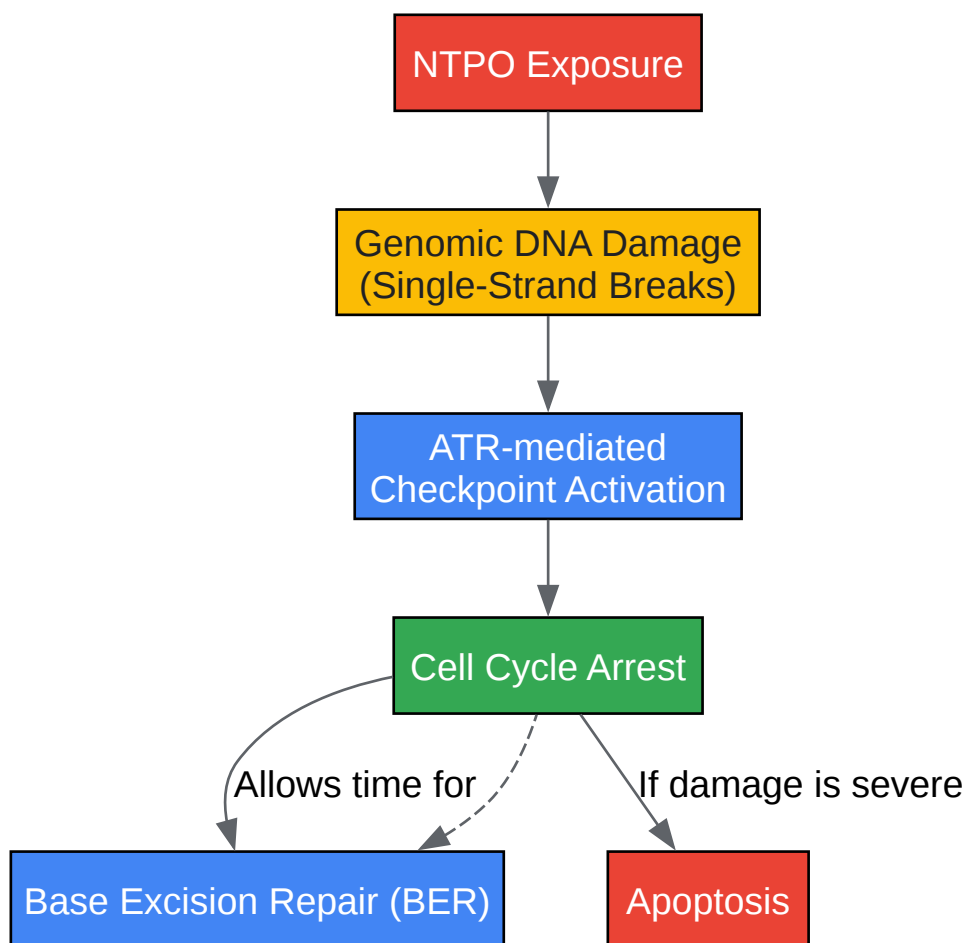 NTPO Exposure
Genomic DNA Damage
(Single-Strand Breaks)
ATR-mediated
Checkpoint Activation
Cell Cycle Arrest
Allows time for
If damage is severe
Base Excision Repair (BER)
Apoptosis